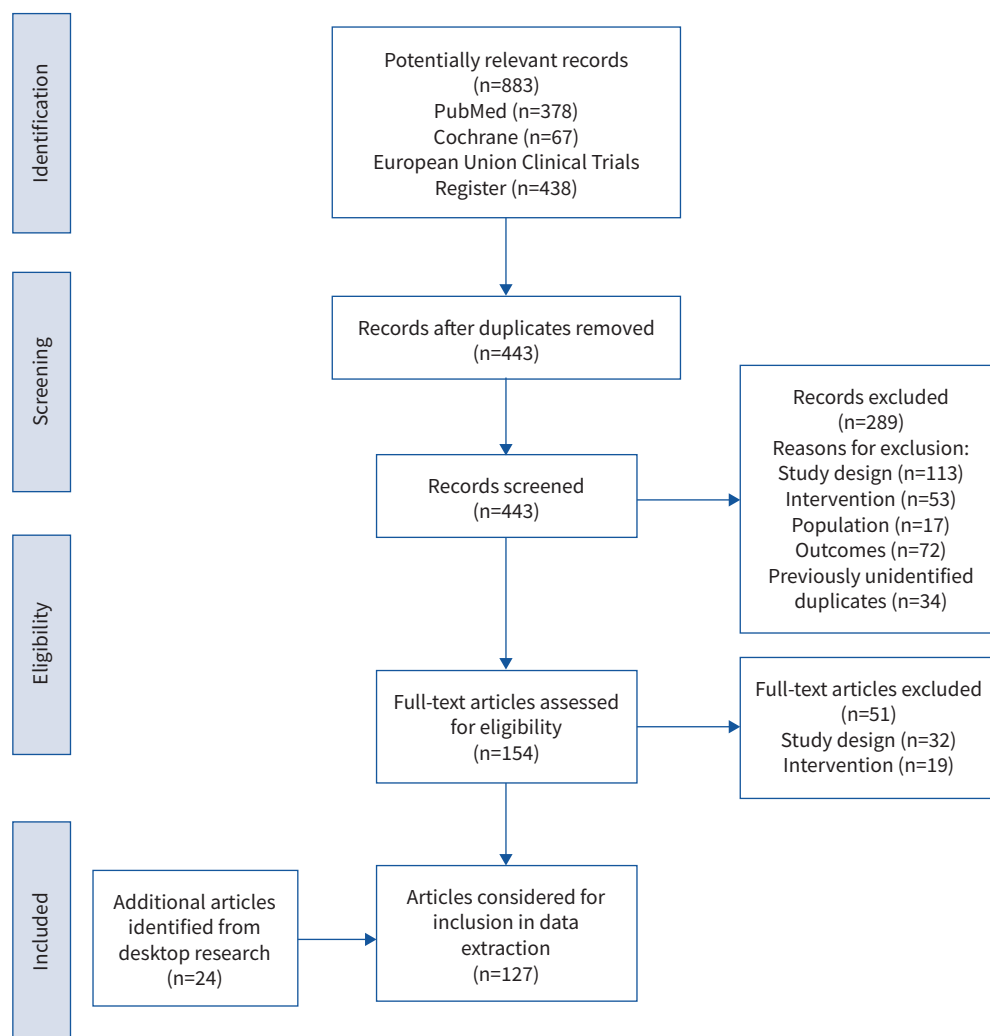 Identification
Potentially relevant records
(n=883)
PubMed (n=378)
Cochrane (n=67)
European Union Clinical Trials
Register (n=438)
Screening
Records after duplicates removed
(n=443)
Records screened
(n=443)
Records excluded
(n=289)
Reasons for exclusion:
Study design (n=113)
Intervention (n=53)
Population (n=17)
Outcomes (n=72)
Previously unidentified
duplicates (n=34)
Eligibility
Full-text articles assessed
for eligibility
(n=154)
Full-text articles excluded
(n=51)
Study design (n=32)
Intervention (n=19)
Included
Additional articles
identified from
desktop research
(n=24)
Articles considered for
inclusion in data
extraction
(n=127)